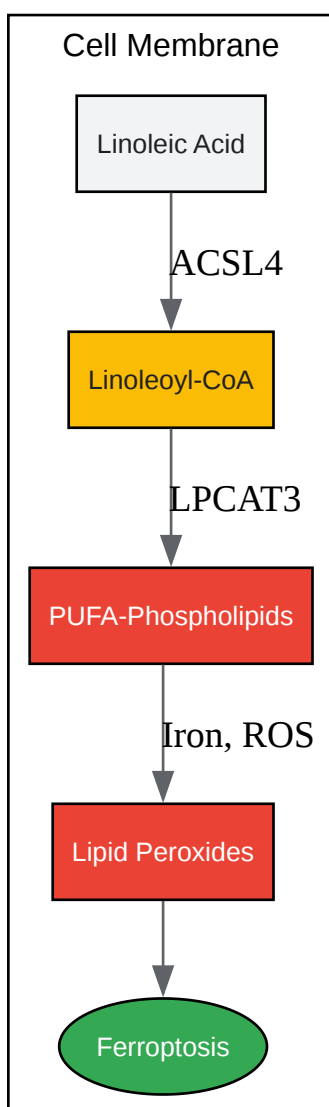 Cell Membrane
Linoleic Acid
ACSL4
Linoleoyl-CoA
LPCAT3
PUFA-Phospholipids
Iron, ROS
Lipid Peroxides
Ferroptosis